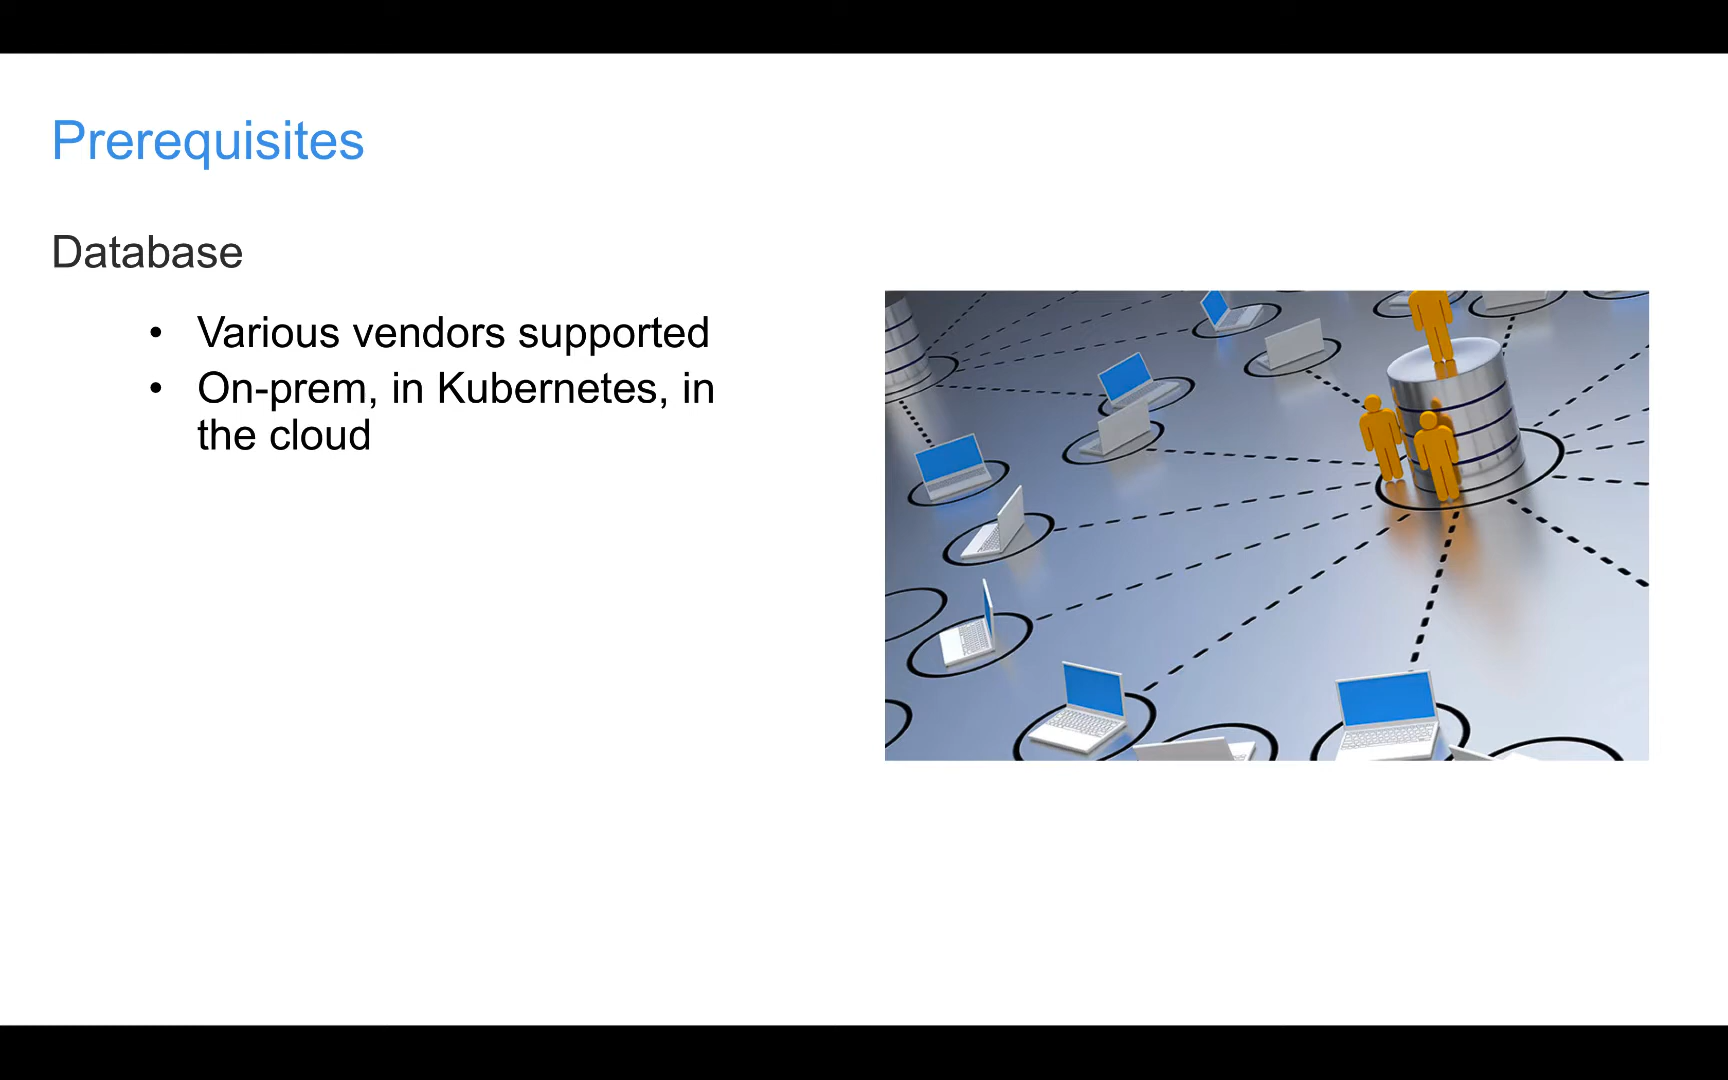 Prerequisites
Database
• Various vendors supported
• On-prem, in Kubernetes, in
the cloud